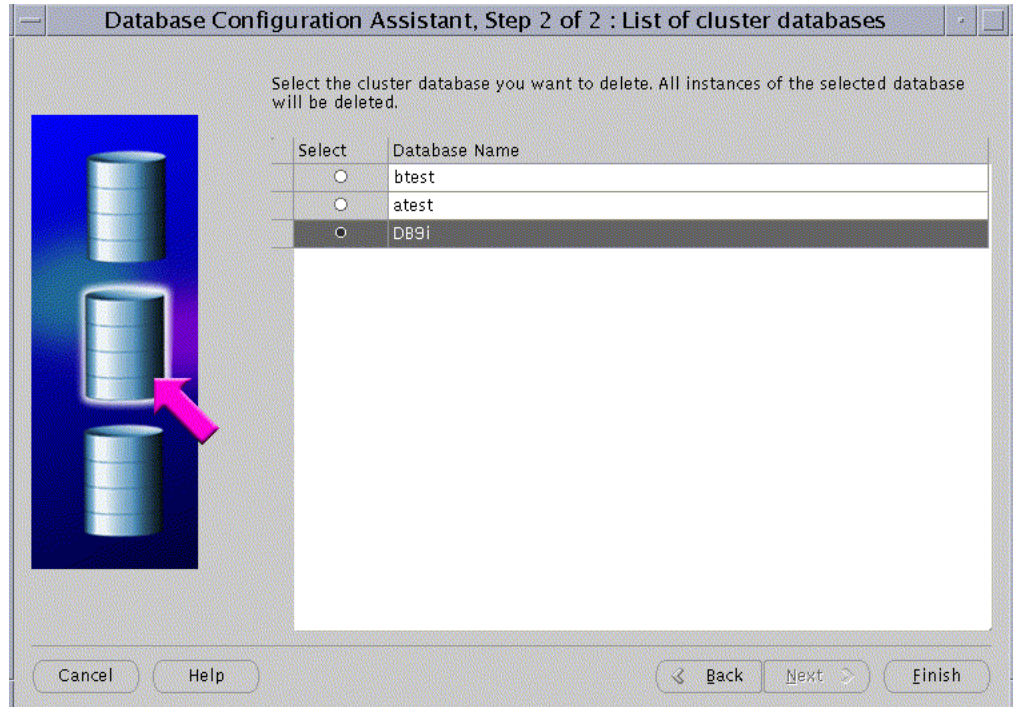 Database Configuration Assistant, Step 2 of 2 : List of cluster databases
Select the cluster database you want to delete. All instances of the selected database
will be deleted.
Select Database Name
btest
atest
DB9i
Cancel Help Back Next Finish